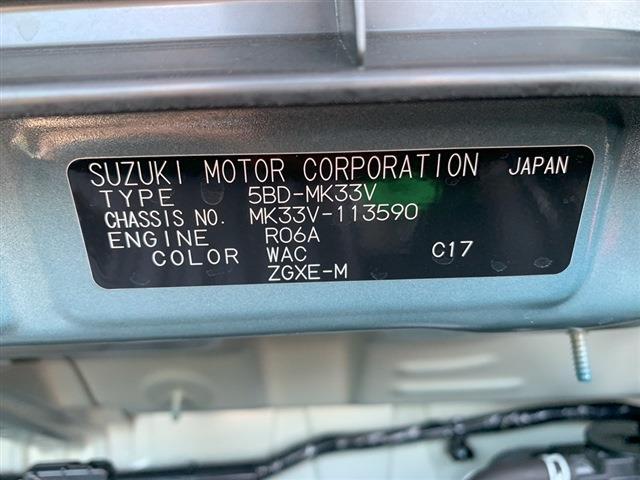 SUZUKI MOTOR CORPORATION JAPAN
TYPE 5BD-MK33V
CHASSIS NO. MK33V-113590
ENGINE R06A
COLOR WAC C17
ZGXE-M